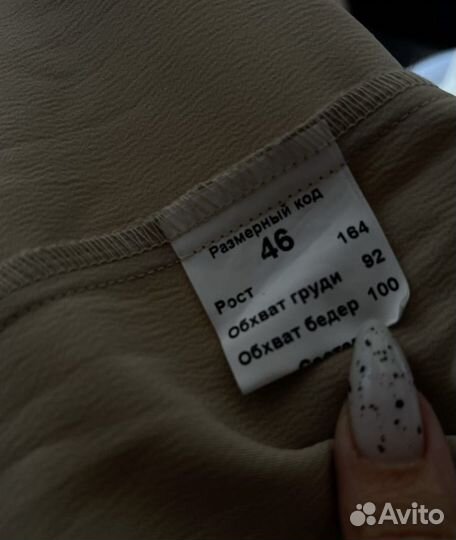 Размерный код
46
Рост 164
Обхват груди 92
Обхват бедер 100
Avito